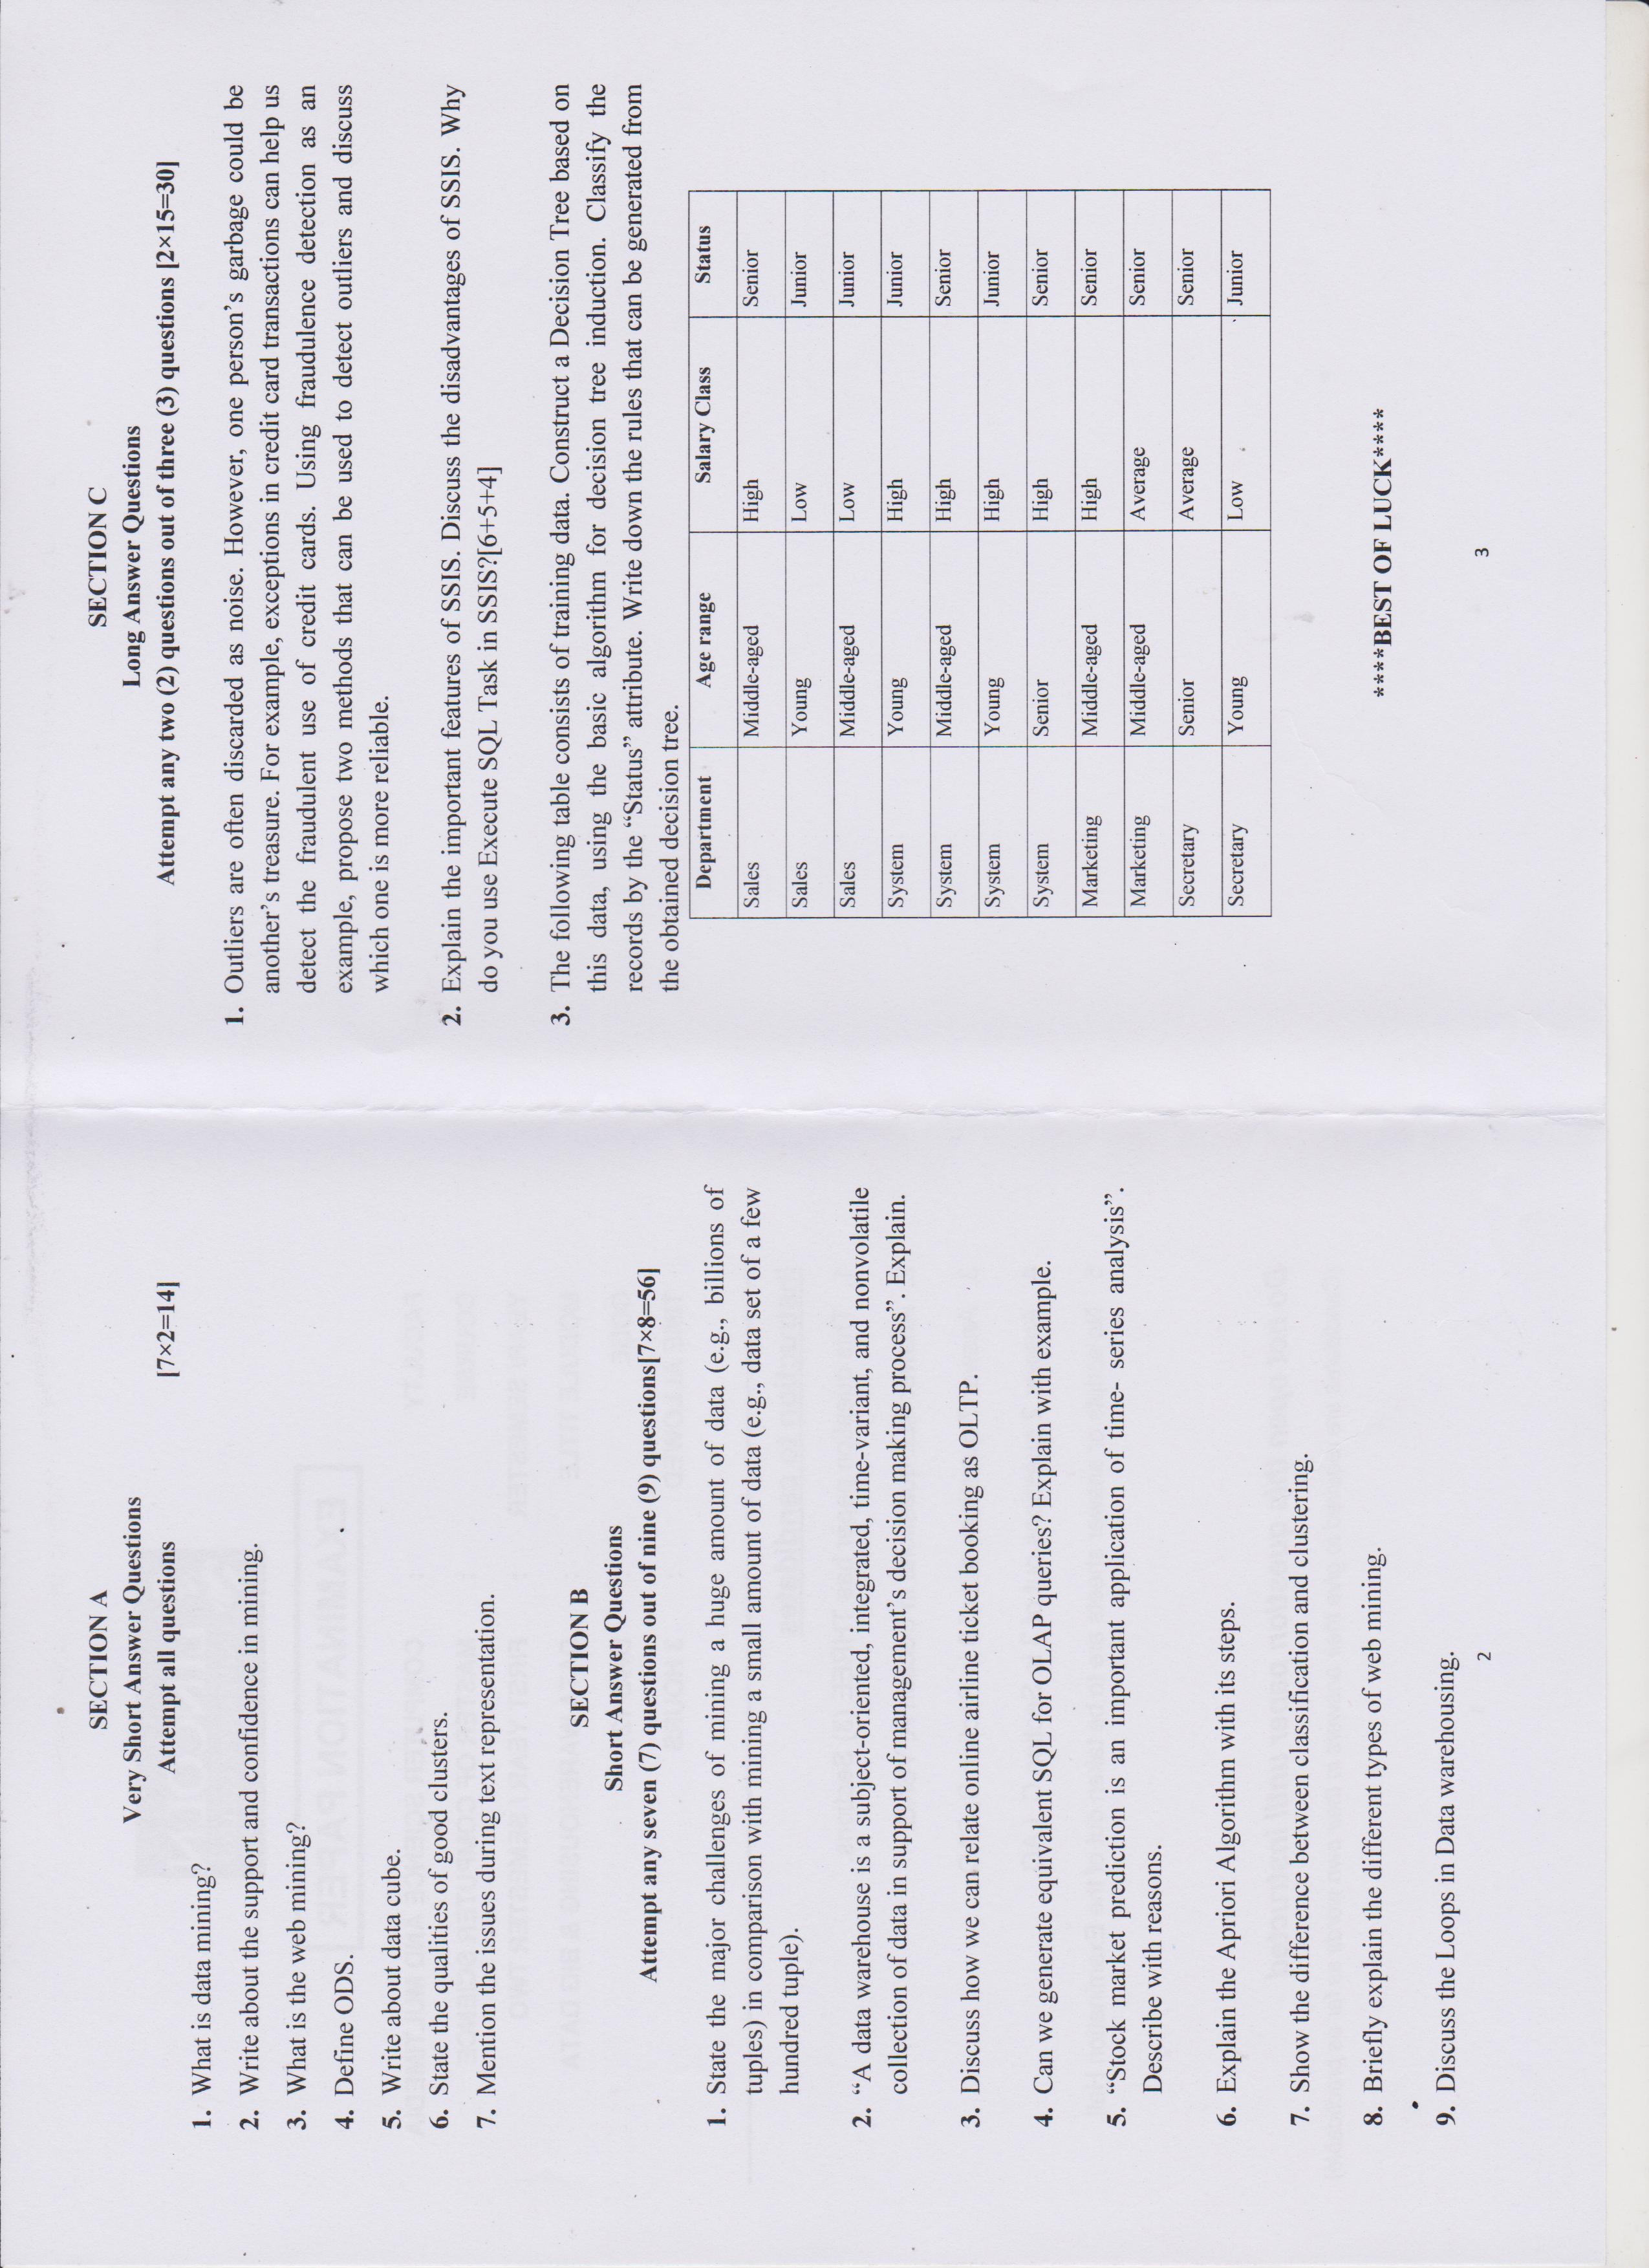 SECTION A
Very Short Answer Questions
Attempt all questions [7×2=14]
1. What is data mining?
2. Write about the support and confidence in mining.
3. What is the web mining?
4. Define ODS.
5. Write about data cube.
6. State the qualities of good clusters.
7. Mention the issues during text representation.
SECTION B
Short Answer Questions
Attempt any seven (7) questions out of nine (9) questions[7×8=56]
1. State the major challenges of mining a huge amount of data (e.g., billions of
tuples) in comparison with mining a small amount of data (e.g., data set of a few
hundred tuple).
2. “A data warehouse is a subject-oriented, integrated, time-variant, and nonvolatile
collection of data in support of management’s decision making process”. Explain.
3. Discuss how we can relate online airline ticket booking as OLTP.
4. Can we generate equivalent SQL for OLAP queries? Explain with example.
5. “Stock market prediction is an important application of time- series analysis”.
Describe with reasons.
6. Explain the Apriori Algorithm with its steps.
7. Show the difference between classification and clustering.
8. Briefly explain the different types of web mining.
9. Discuss the Loops in Data warehousing.
2
SECTION C
Long Answer Questions
Attempt any two (2) questions out of three (3) questions [2×15=30]
1. Outliers are often discarded as noise. However, one person’s garbage could be
another’s treasure. For example, exceptions in credit card transactions can help us
detect the fraudulent use of credit cards. Using fraudulence detection as an
example, propose two methods that can be used to detect outliers and discuss
which one is more reliable.
2. Explain the important features of SSIS. Discuss the disadvantages of SSIS. Why
do you use Execute SQL Task in SSIS?[6+5+4]
3. The following table consists of training data. Construct a Decision Tree based on
this data, using the basic algorithm for decision tree induction. Classify the
records by the “Status” attribute. Write down the rules that can be generated from
the obtained decision tree.
Department Age range Salary Class Status
Sales Middle-aged High Senior
Sales Young Low Junior
Sales Middle-aged Low Junior
System Young High Junior
System Middle-aged High Senior
System Young High Junior
System Senior High Senior
Marketing Middle-aged High Senior
Marketing Middle-aged Average Senior
Secretary Senior Average Senior
Secretary Young Low Junior
****BEST OF LUCK****
3